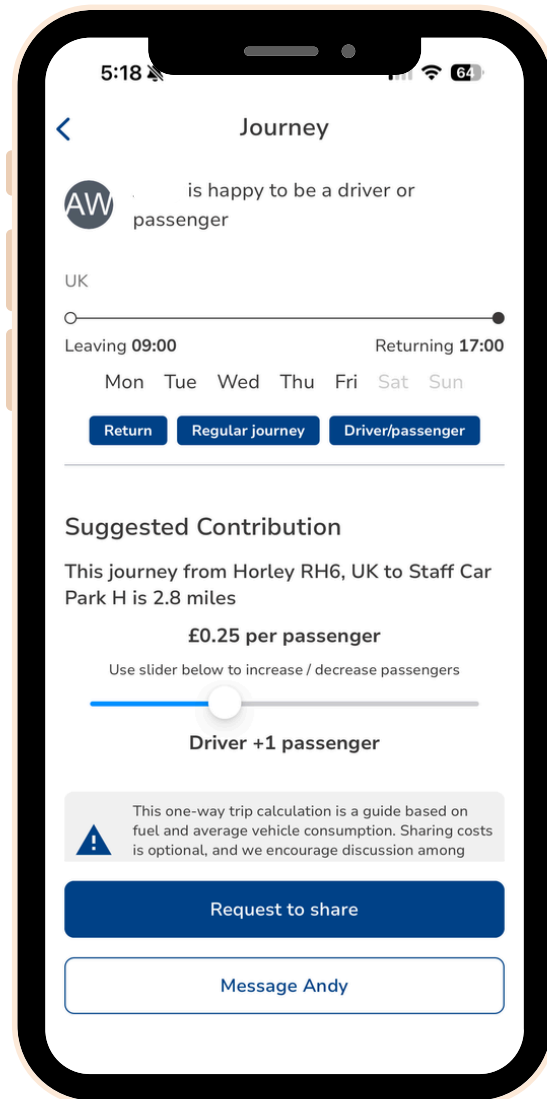 5:18
64
Journey
AW
is happy to be a driver or
passenger
UK
Leaving 09:00
Returning 17:00
Mon Tue Wed Thu Fri Sat Sun
Return Regular journey Driver/passenger
Suggested Contribution
This journey from Horley RH6, UK to Staff Car
Park H is 2.8 miles
£0.25 per passenger
Use slider below to increase / decrease passengers
Driver +1 passenger
This one-way trip calculation is a guide based on
fuel and average vehicle consumption. Sharing costs
is optional, and we encourage discussion among
Request to share
Message Andy